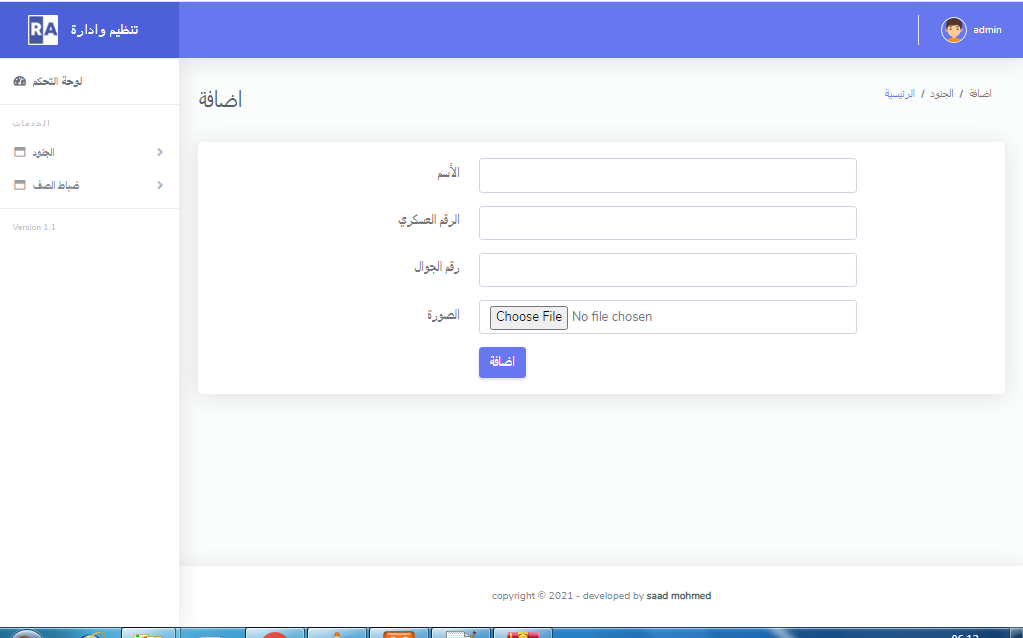 RA تنظيم وادارة
admin
لوحة التحكم
الخدمات
الجنود
ضباط الصف
Version 1.1
اضافة
الرئيسية / الجنود / اضافة
الأسم
الرقم العسكري
رقم الجوال
الصورة
Choose File No file chosen
اضافة
copyright © 2021 - developed by saad mohmed